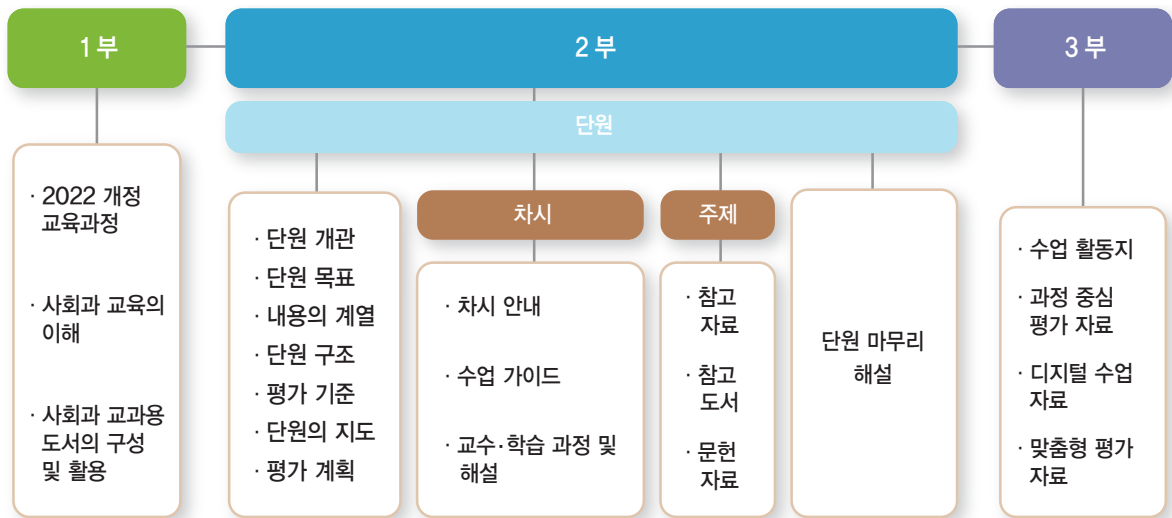 1부
2부
3부
단원
· 2022 개정
교육과정
· 사회과 교육의
이해
· 사회과 교과용
도서의 구성
및 활용
· 단원 개관
· 단원 목표
· 내용의 계열
· 단원 구조
· 평가 기준
· 단원의 지도
· 평가 계획
차시
· 차시 안내
· 수업 가이드
· 교수·학습 과정 및
해설
주제
· 참고
자료
· 참고
도서
· 문헌
자료
단원 마무리
해설
· 수업 활동지
· 과정 중심
평가 자료
· 디지털 수업
자료
· 맞춤형 평가
자료